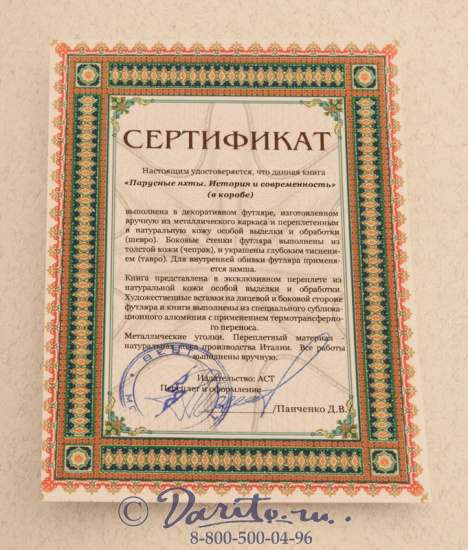 СЕРТИФИКАТ
Настоящим удостоверяется, что данная книга
«Парусные яхты. История и современность»
(в коробе)
выполнена в декоративном футляре, изготовленном
вручную из металлического каркаса и переплетенным
в натуральную кожу особой выделки и обработки
(шевро). Боковые стенки футляра выполнены из
толстой кожи (чепрак), и украшены глубоким тиснени-
ем (тавро). Для внутренней обивки футляра применя-
ется замша.
Книга представлена в эксклюзивном переплете из
натуральной кожи особой выделки и обработки.
Художественные вставки на лицевой и боковой стороне
футляра и книги выполнены из специального сублима-
ционного алюминия с применением термотрансферно-
го переноса.
Металлические уголки. Переплетный материал -
натуральная кожа производства Италии. Все работы
выполнены вручную.
Издательство: АСТ
Переплет и оформление
/Панченко Д.В./
© Darito.ru
8-800-500-04-96